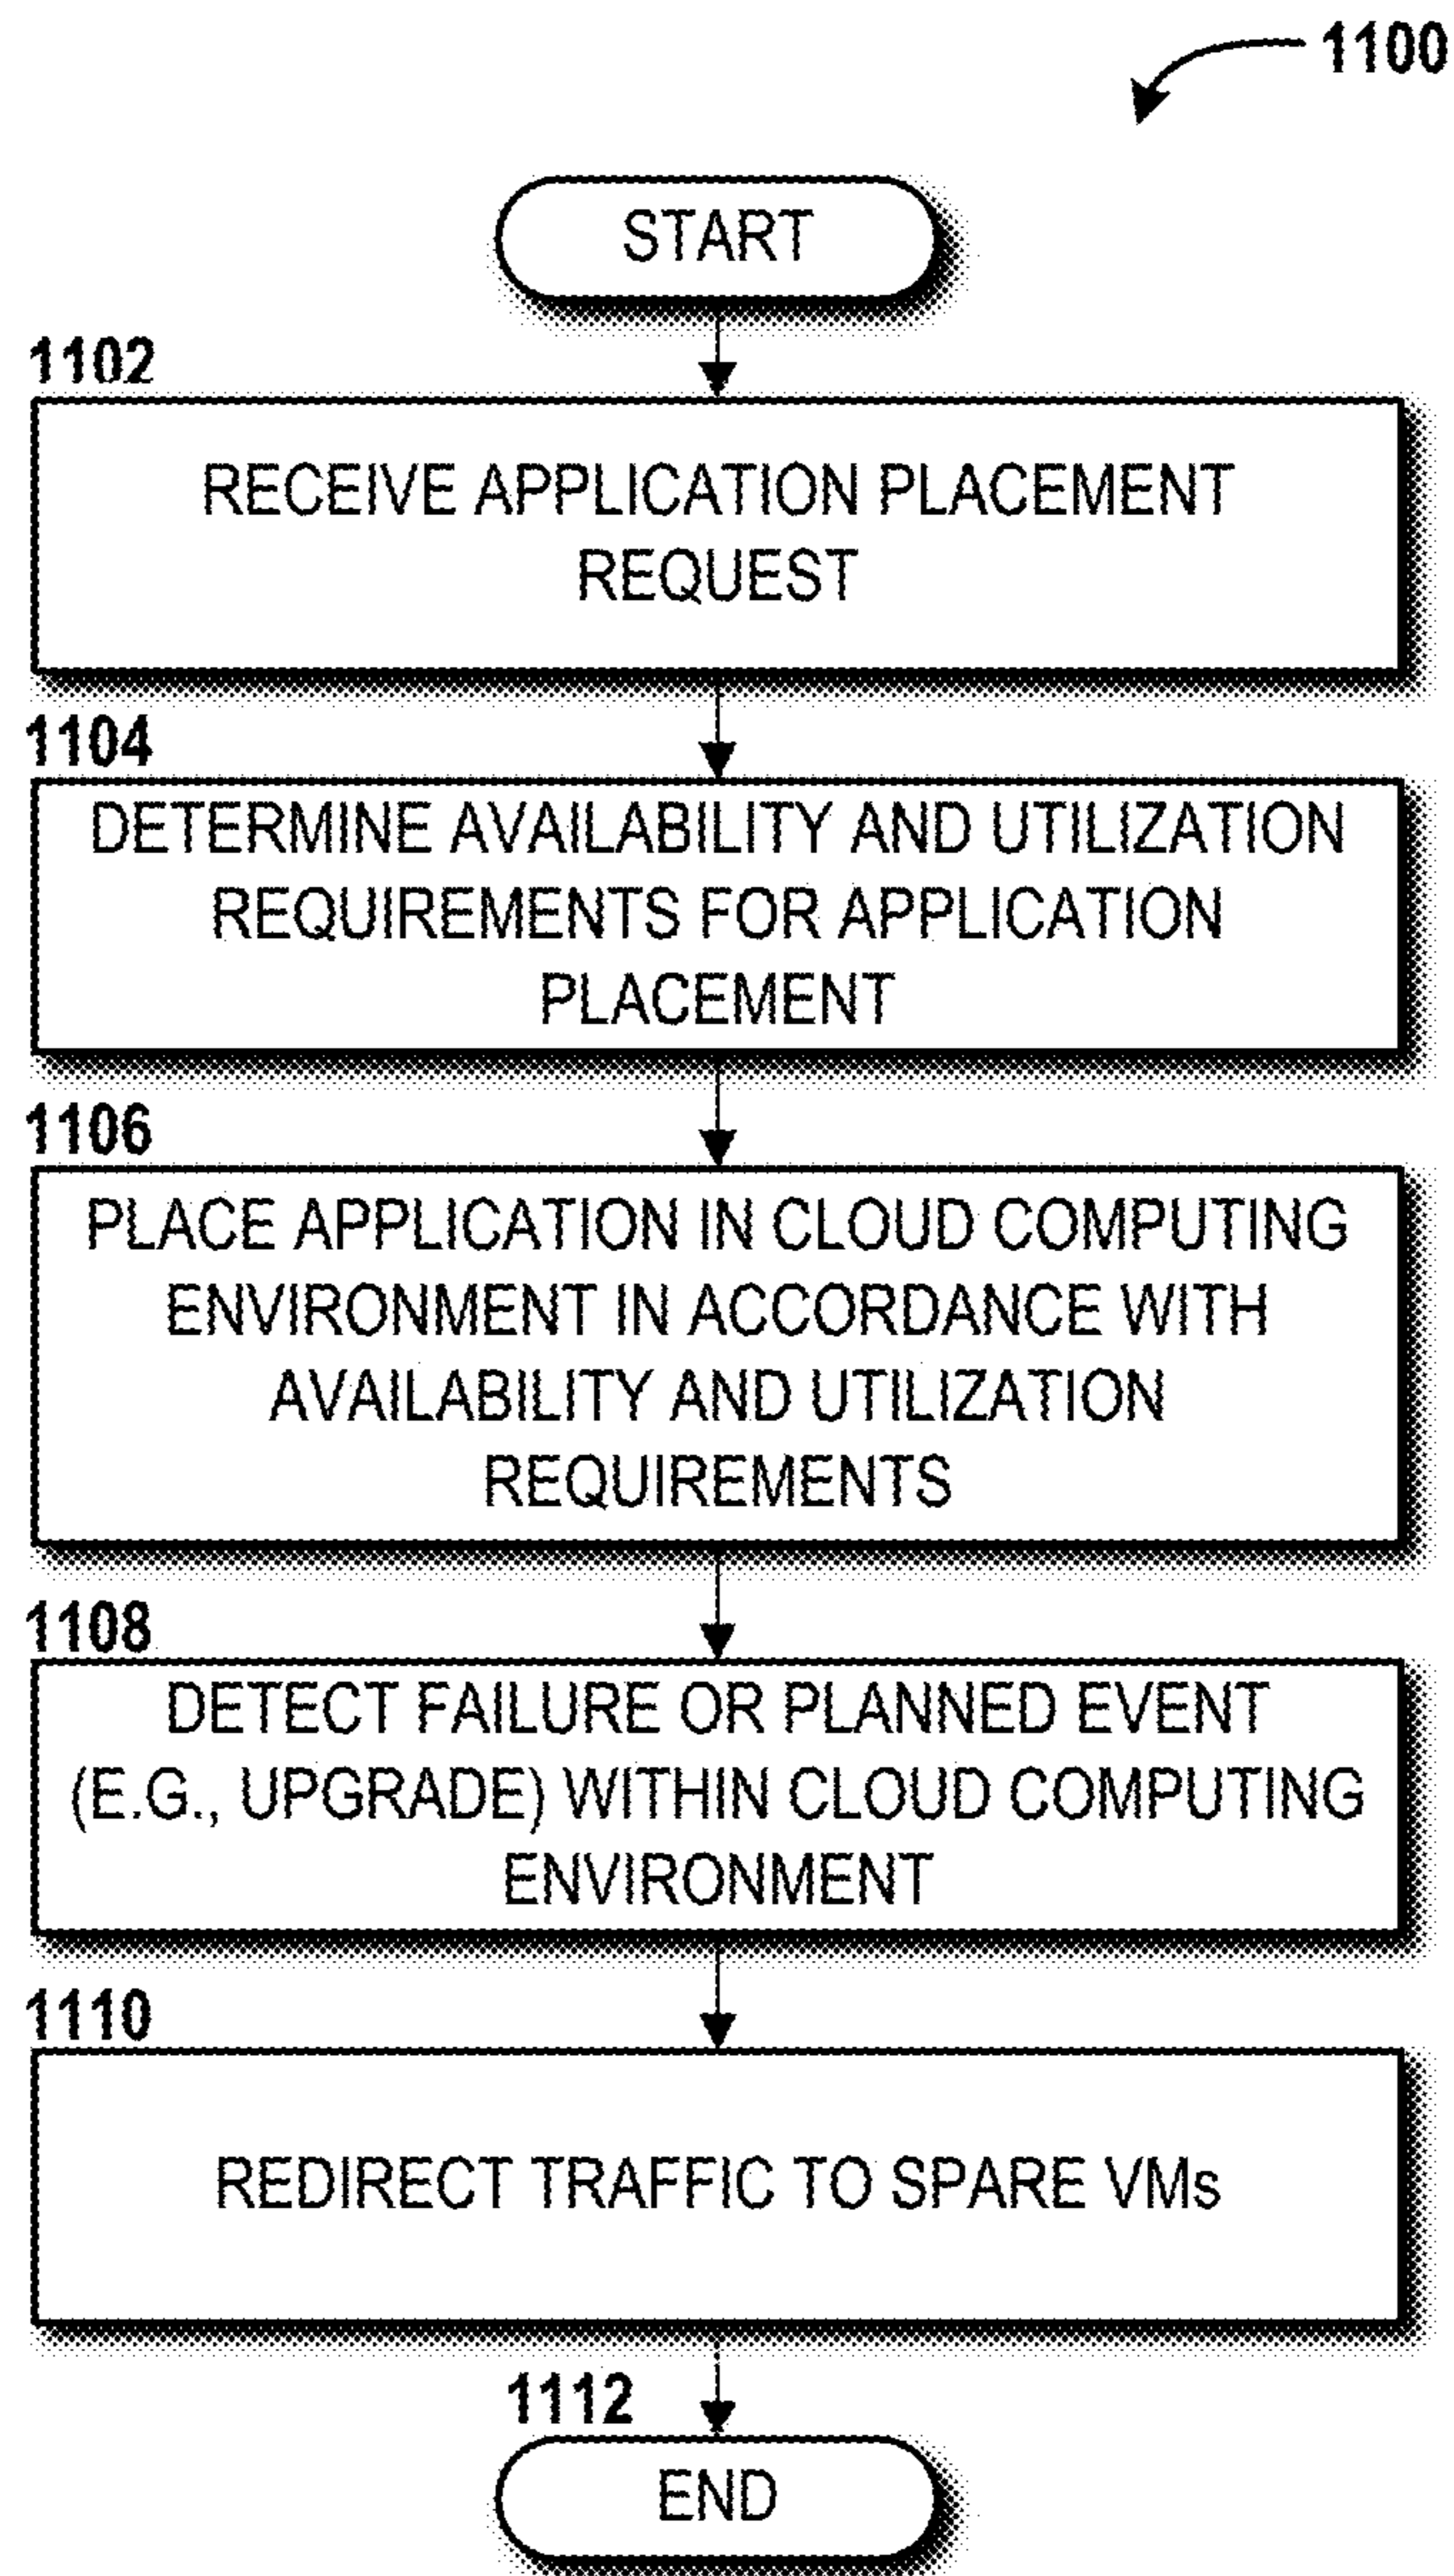 1100
START
1102
RECEIVE APPLICATION PLACEMENT
REQUEST
1104
DETERMINE AVAILABILITY AND UTILIZATION
REQUIREMENTS FOR APPLICATION
PLACEMENT
1106
PLACE APPLICATION IN CLOUD COMPUTING
ENVIRONMENT IN ACCORDANCE WITH
AVAILABILITY AND UTILIZATION
REQUIREMENTS
1108
DETECT FAILURE OR PLANNED EVENT
(E.G., UPGRADE) WITHIN CLOUD COMPUTING
ENVIRONMENT
1110
REDIRECT TRAFFIC TO SPARE VMs
1112
END